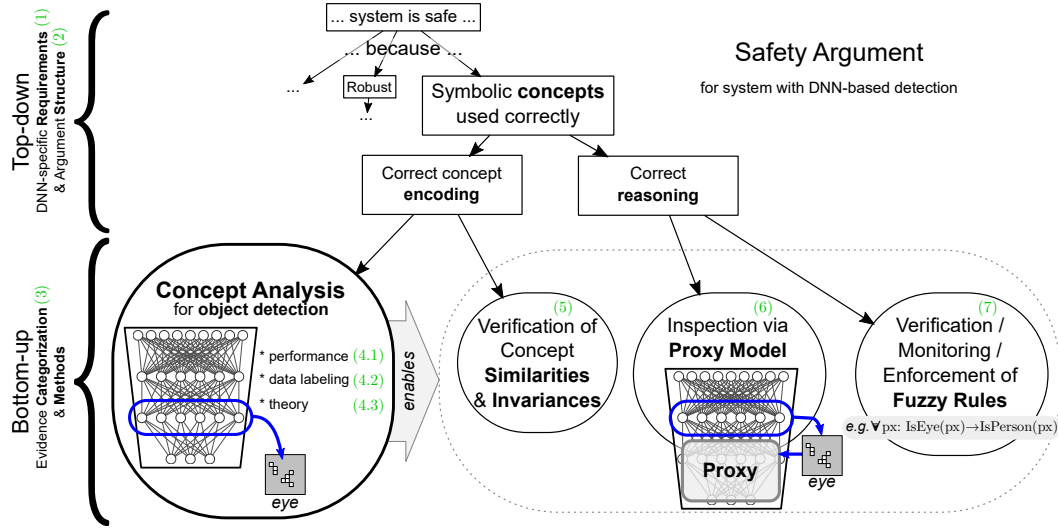 ... system is safe ...
... because ...
...
Robust
...
Symbolic concepts
used correctly
Safety Argument
for system with DNN-based detection
Top-down
DNN-specific Requirements (1)
& Argument Structure (2)
Correct concept
encoding
Correct
reasoning
Bottom-up
Evidence Categorization (3)
& Methods
Concept Analysis
for object detection
* performance (4.1)
* data labeling (4.2)
* theory (4.3)
eye
enables
(5)
Verification of
Concept
Similarities
& Invariances
(6)
Inspection via
Proxy Model
Proxy
eye
(7)
Verification /
Monitoring /
Enforcement of
Fuzzy Rules
e.g. ∀px: IsEye(px)→IsPerson(px)